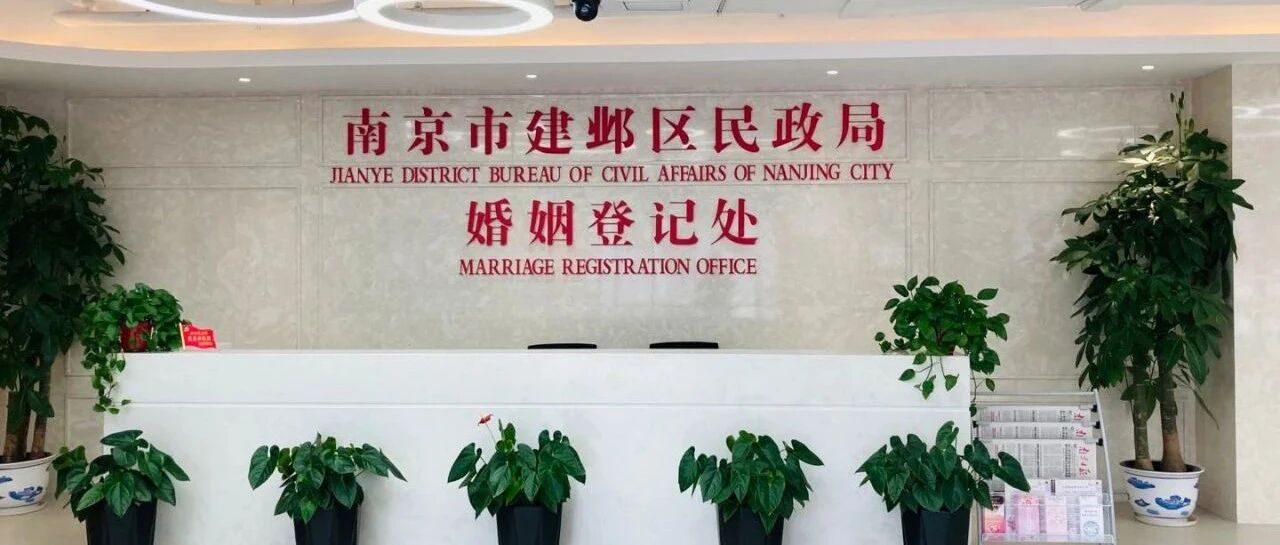 南京市建邺区民政局
JIANYE DISTRICT BUREAU OF CIVIL AFFAIRS OF NANJING CITY
婚姻登记处
MARRIAGE REGISTRATION OFFICE